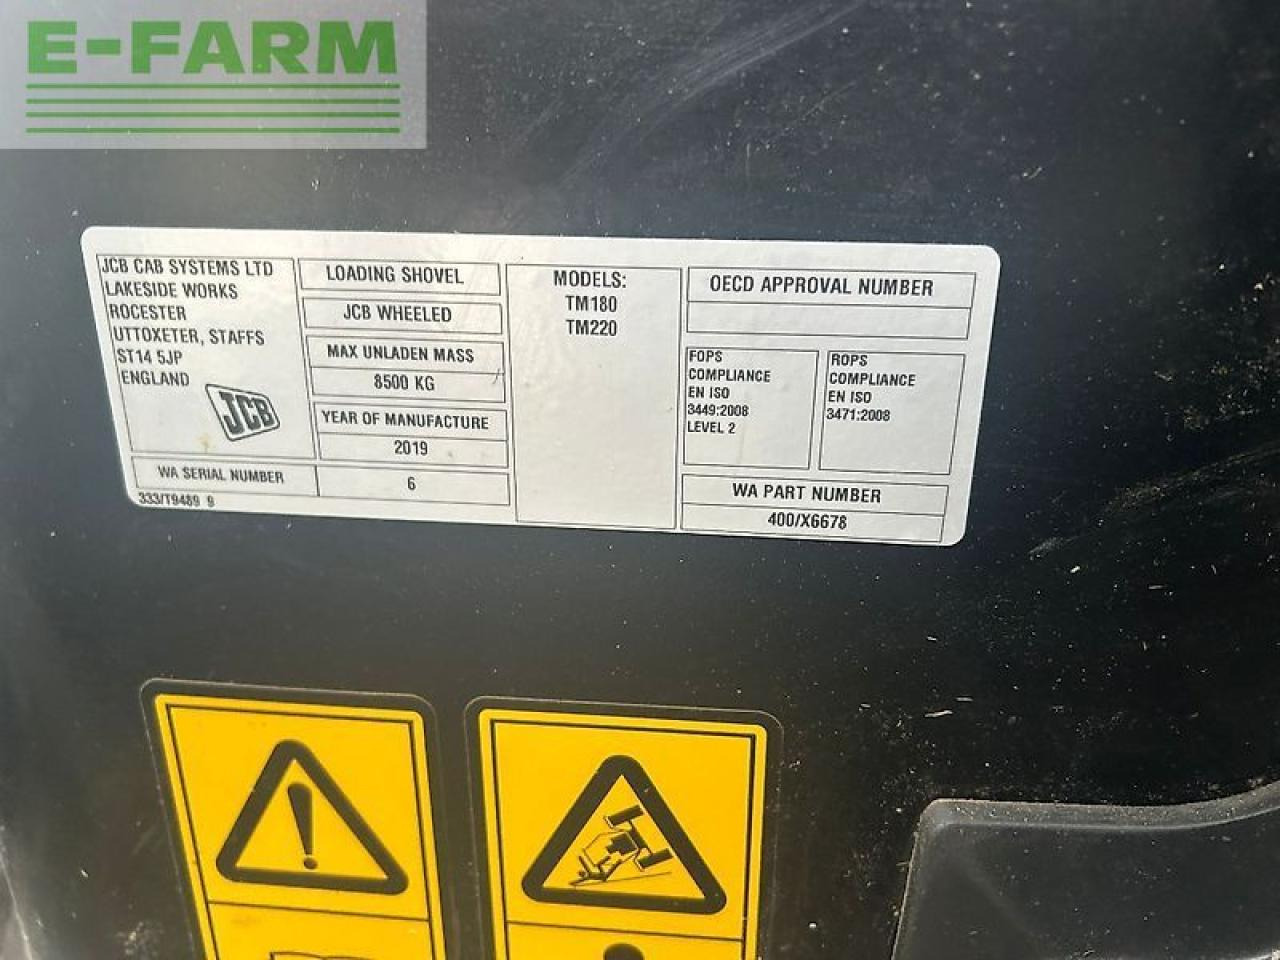 E-FARM
JCB CAB SYSTEMS LTD
LAKESIDE WORKS
ROCESTER
UTTOXETER, STAFFS
ST14 5JP
ENGLAND
JCB
WA SERIAL NUMBER
6
333/T9489 9
LOADING SHOVEL
JCB WHEELED
MAX UNLADEN MASS
8500 KG
YEAR OF MANUFACTURE
2019
MODELS:
TM180
TM220
OECD APPROVAL NUMBER
FOPS
COMPLIANCE
EN ISO
3449:2008
LEVEL 2
ROPS
COMPLIANCE
EN ISO
3471:2008
WA PART NUMBER
400/X6678